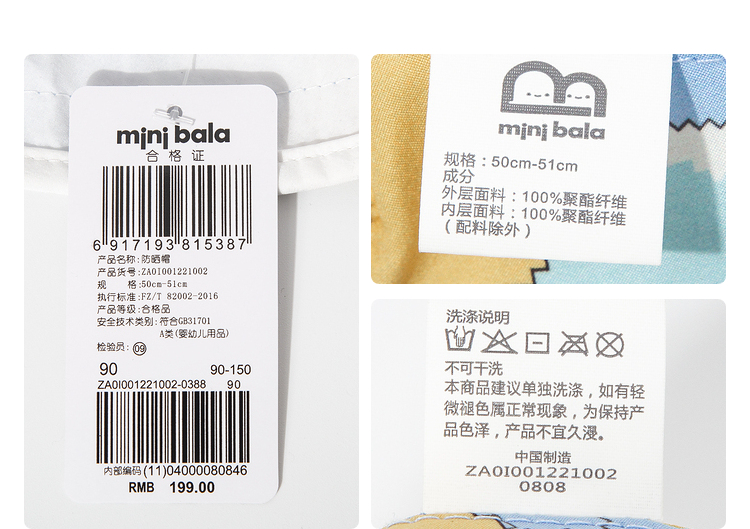 mini bala
合格证
6 917193 815387
产品名称:防晒帽
产品货号:ZA0I001221002
规 格:50cm-51cm
执行标准:FZ/T 82002-2016
产品等级:合格品
安全技术类别:符合GB31701
A类(婴幼儿用品)
检验员:09
90 90-150
ZA0I001221002-0388 90
内部编码 (11)04000080846
RMB 199.00
mini bala
规格:50cm-51cm
成分
外层面料:100%聚酯纤维
内层面料:100%聚酯纤维
(配料除外)
洗涤说明
不可干洗
本商品建议单独洗涤,如有轻
微褪色属正常现象,为保持产
品色泽,产品不宜久浸。
中国制造
ZA0I001221002
0808